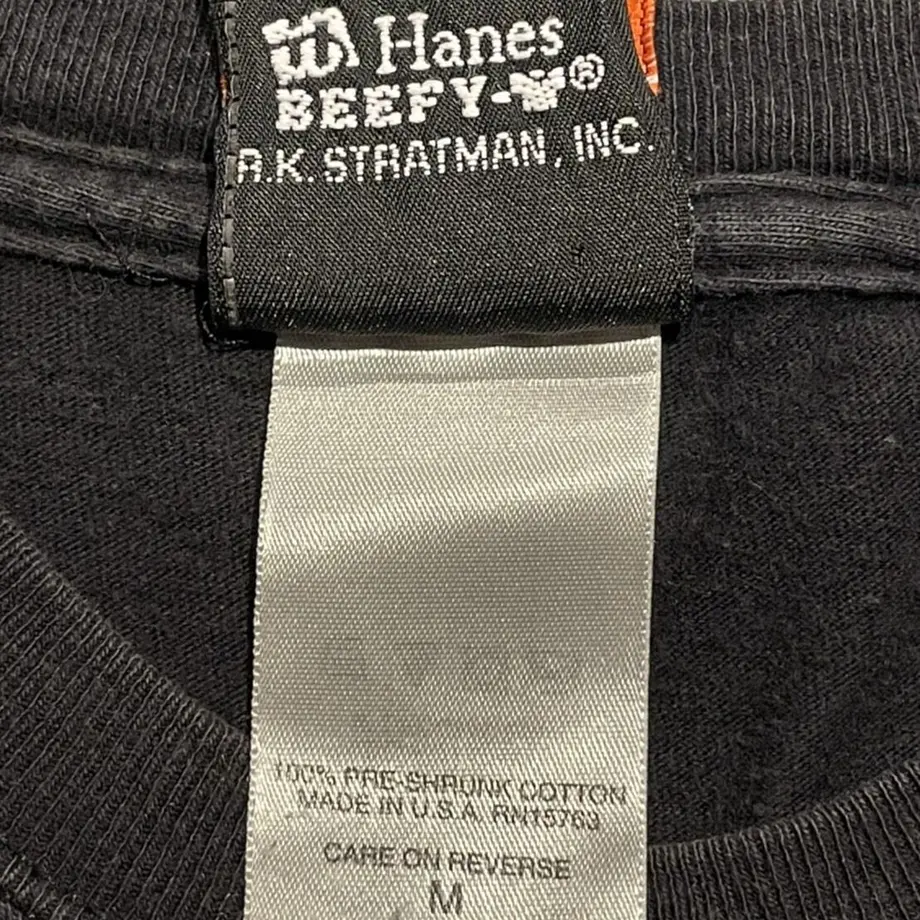 Hanes
BEEFY-T®
R.K. STRATMAN, INC.
100% PRE-SHRUNK COTTON
MADE IN U.S.A. RN15763
CARE ON REVERSE
M